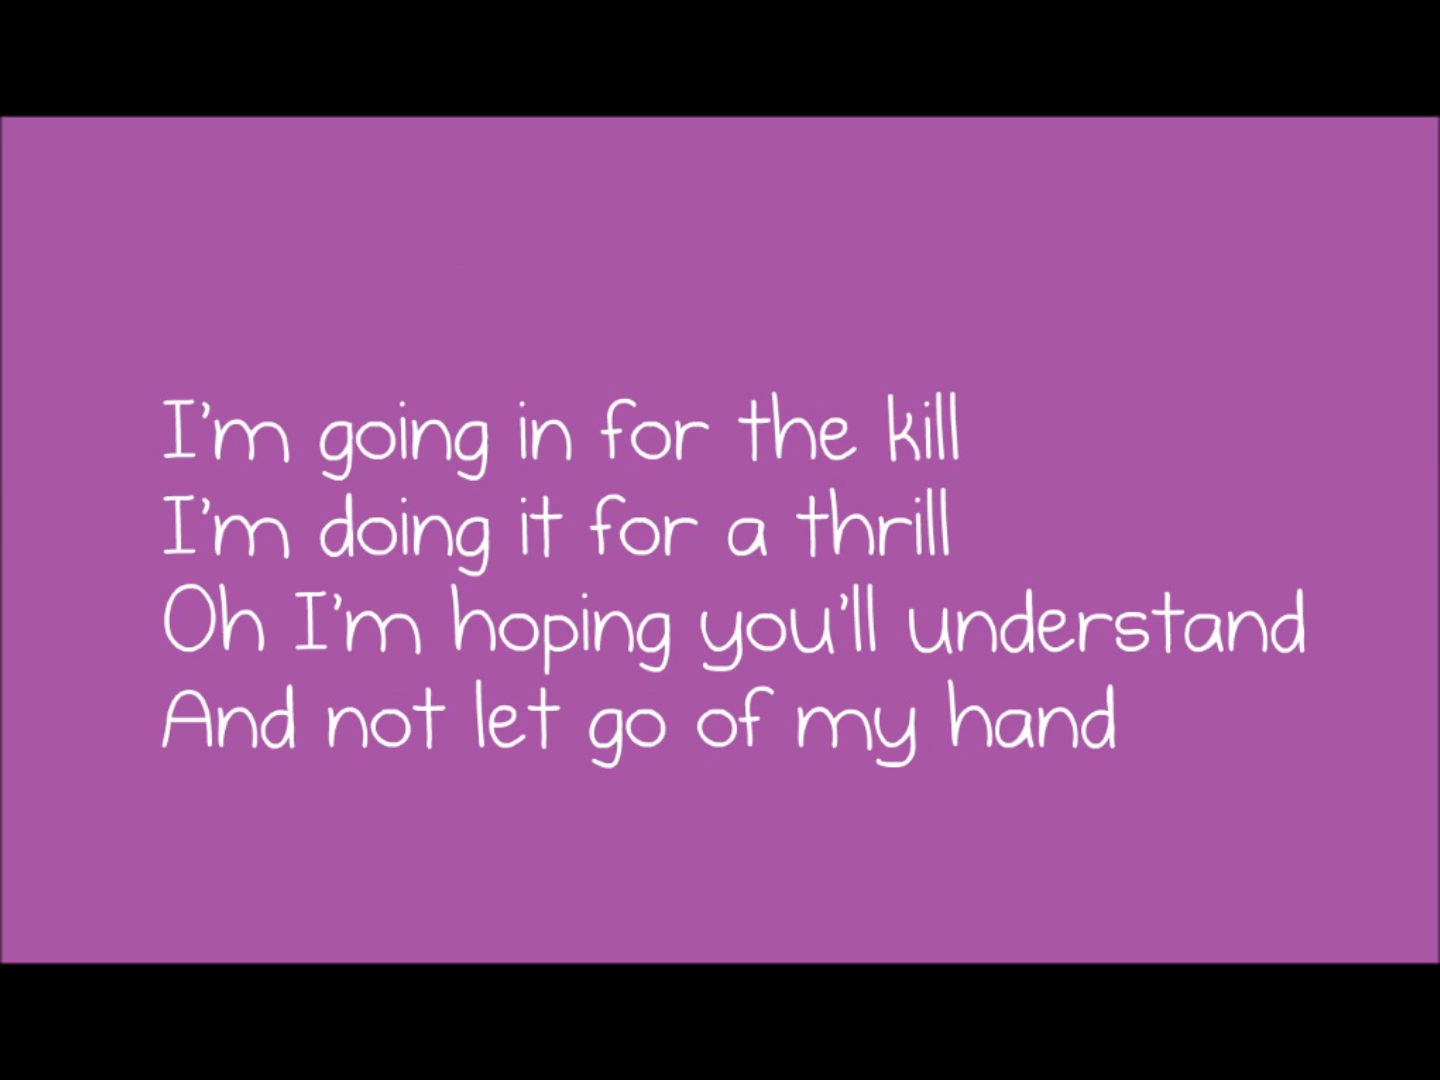 I'm going in for the kill
I'm doing it for a thrill
Oh I'm hoping you'll understand
And not let go of my hand